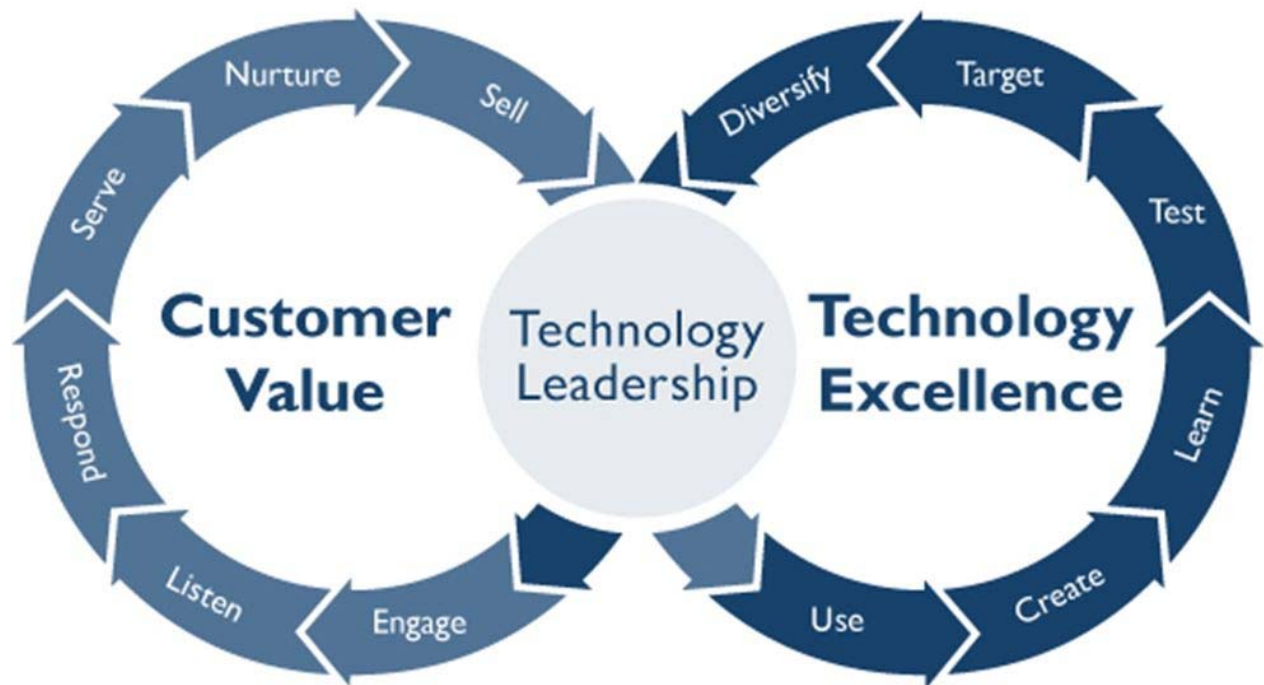 Nurture
Sell
Diversify
Target
Serve
Test
Customer
Value
Technology
Leadership
Technology
Excellence
Respond
Learn
Listen
Engage
Use
Create